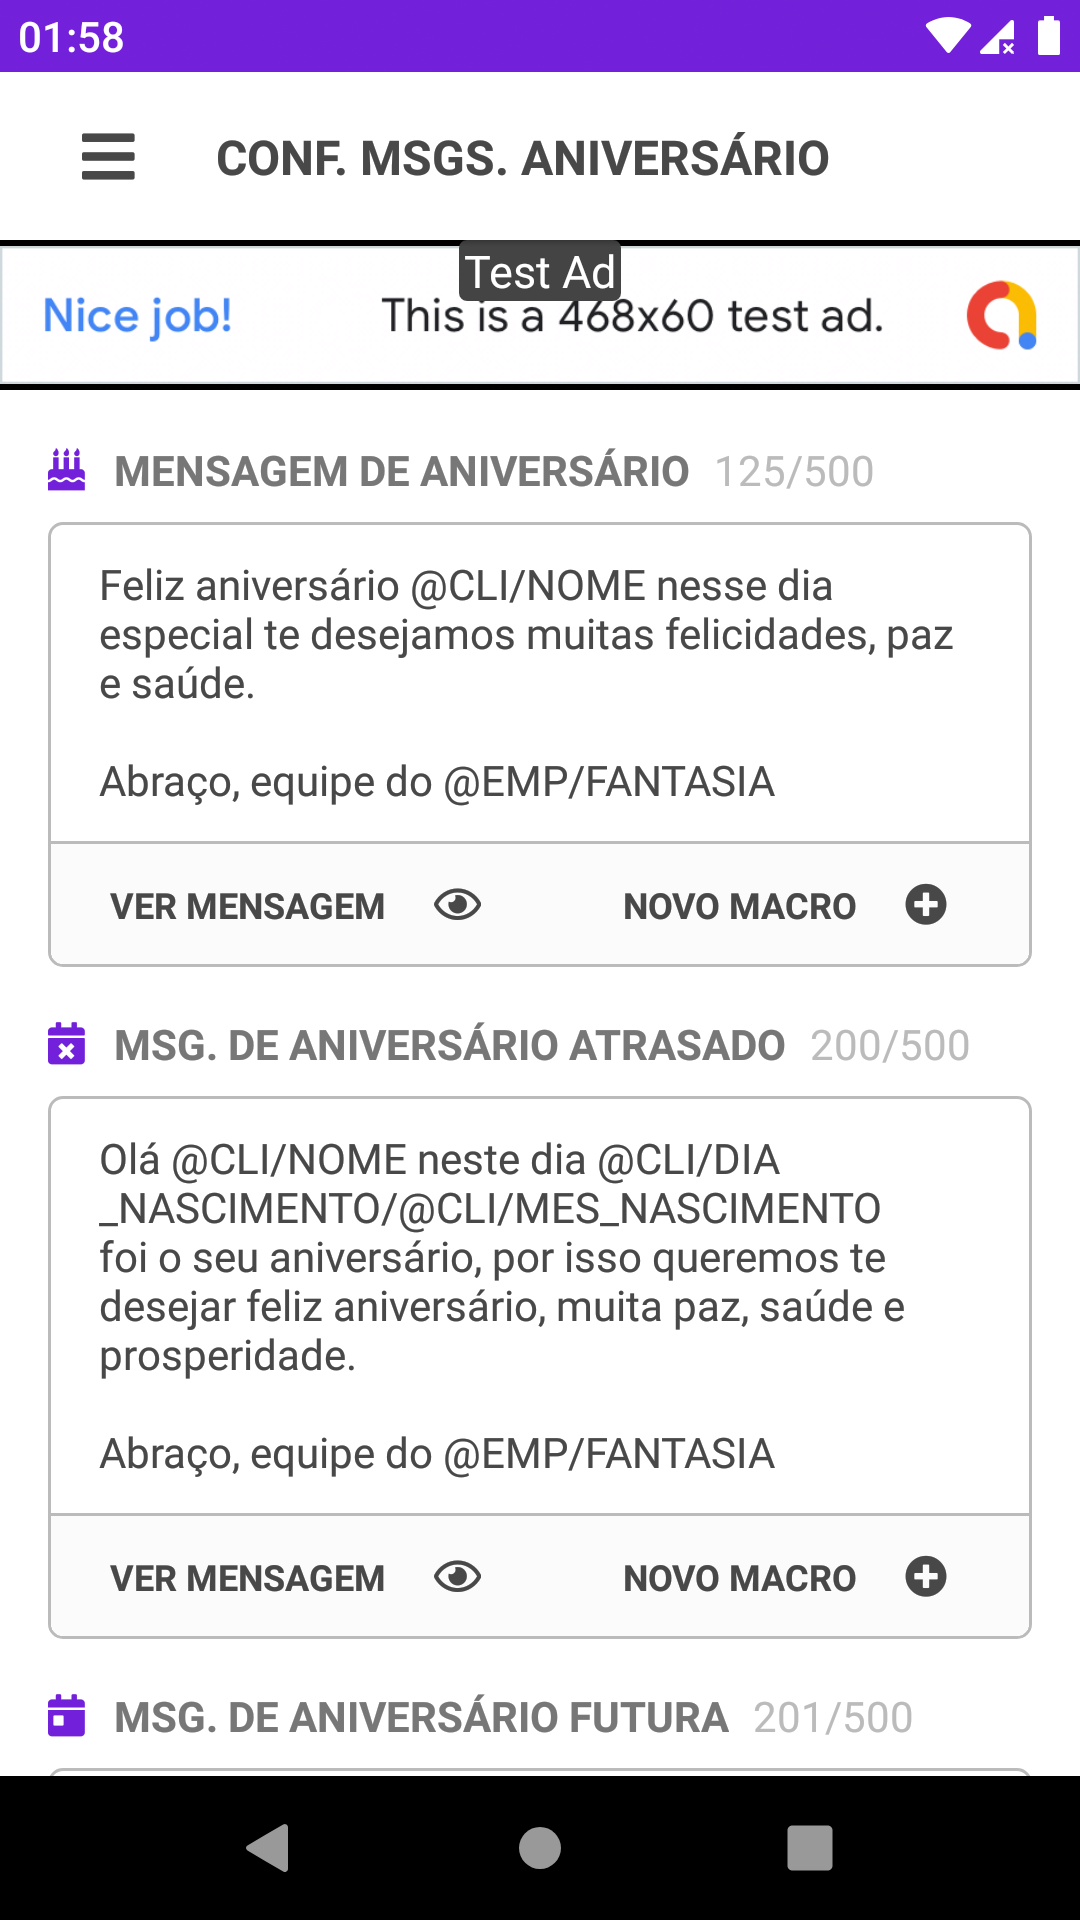 01:58
CONF. MSGS. ANIVERSÁRIO
Test Ad
Nice job! This is a 468x60 test ad.
MENSAGEM DE ANIVERSÁRIO 125/500
Feliz aniversário @CLI/NOME nesse dia
especial te desejamos muitas felicidades, paz
e saúde.
Abraço, equipe do @EMP/FANTASIA
VER MENSAGEM NOVO MACRO
MSG. DE ANIVERSÁRIO ATRASADO 200/500
Olá @CLI/NOME neste dia @CLI/DIA
_NASCIMENTO/@CLI/MES_NASCIMENTO
foi o seu aniversário, por isso queremos te
desejar feliz aniversário, muita paz, saúde e
prosperidade.
Abraço, equipe do @EMP/FANTASIA
VER MENSAGEM NOVO MACRO
MSG. DE ANIVERSÁRIO FUTURA 201/500